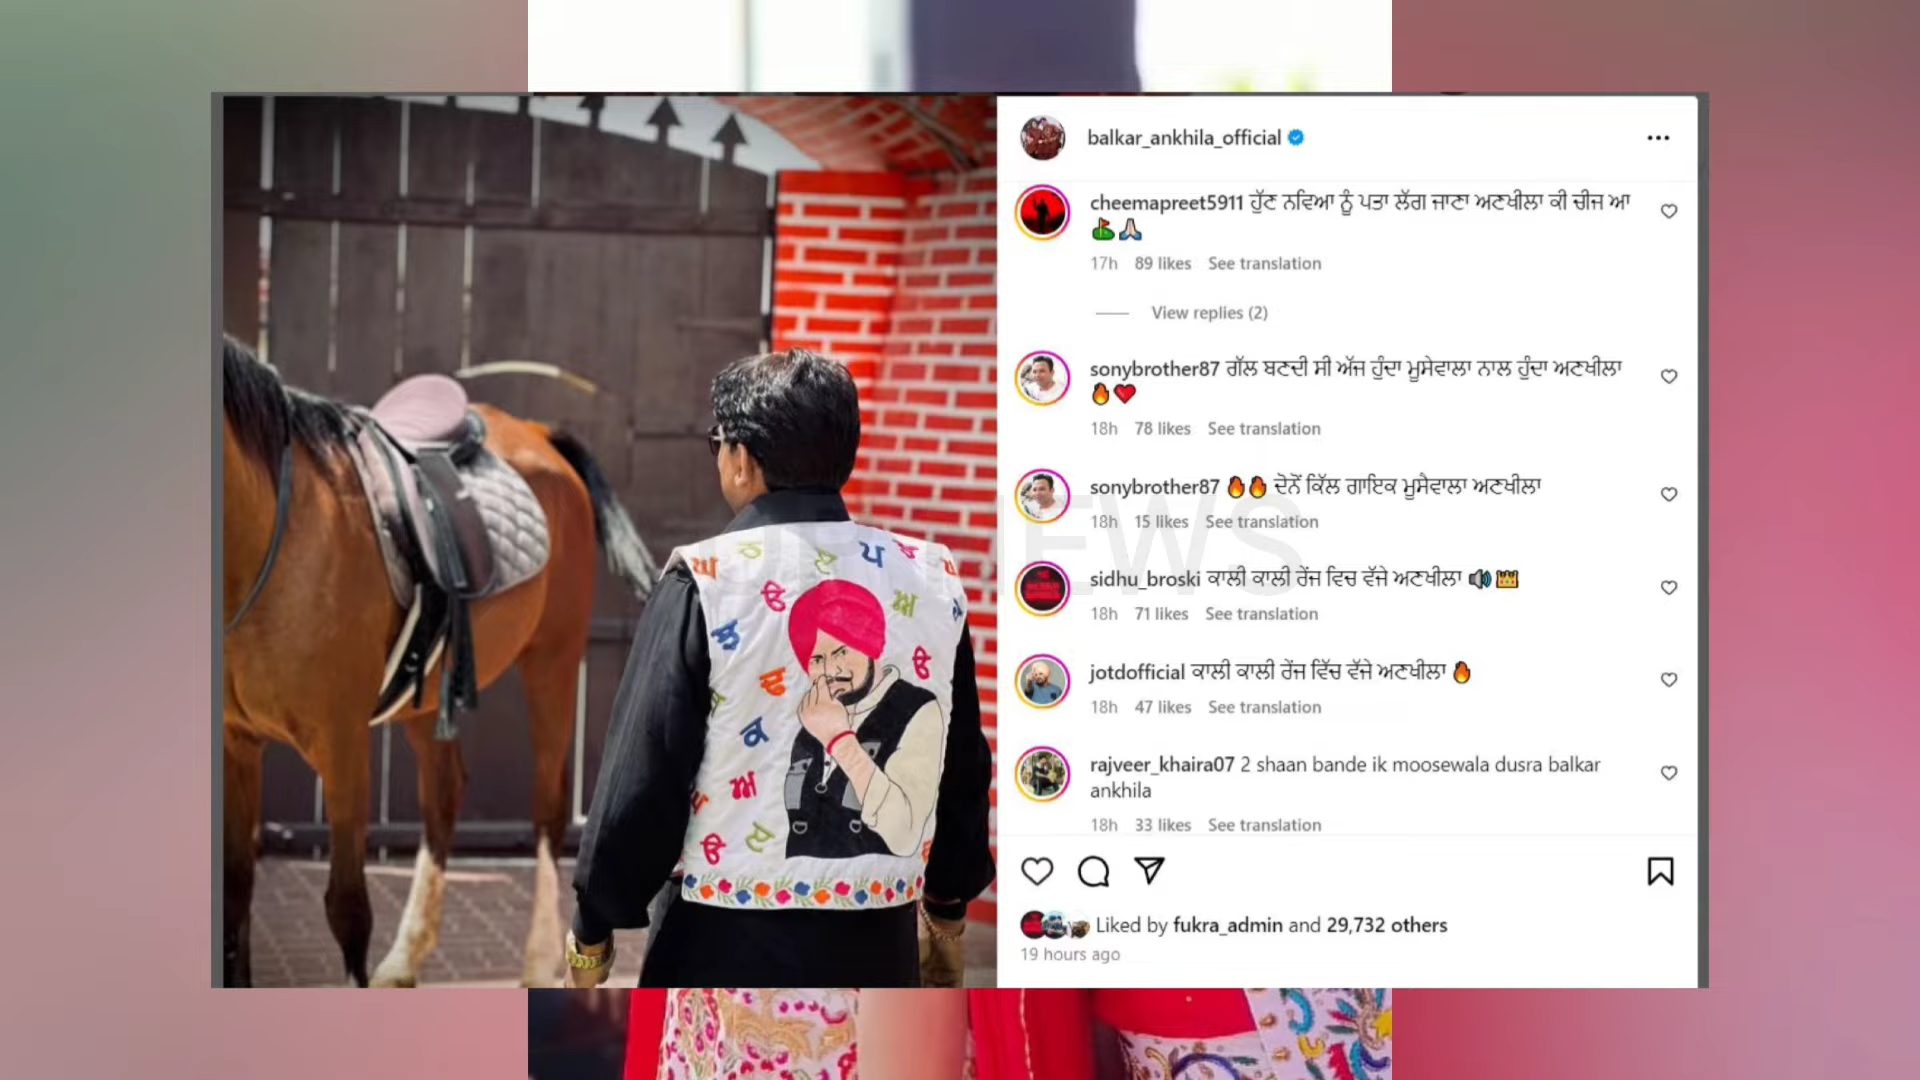 balkar_ankhila_official
cheemapreet5911 ਹੁੱਣ ਨਵਿਆ ਨੂੰ ਪਤਾ ਲੱਗ ਜਾਣਾ ਅਣਖੀਲਾ ਕੀ ਚੀਜ ਆ
⛳🙏🏻
17h 89 likes See translation
View replies (2)
sonybrother87 ਗੱਲ ਬਣਦੀ ਸੀ ਅੱਜ ਹੁੰਦਾ ਮੂਸੇਵਾਲਾ ਨਾਲ ਹੁੰਦਾ ਅਣਖੀਲਾ
🔥❤️
18h 78 likes See translation
sonybrother87 🔥🔥 ਦੋਨੋਂ ਕਿੱਲ ਗਾਇਕ ਮੂਸੈਵਾਲਾ ਅਣਖੀਲਾ
18h 15 likes See translation
sidhu_broski ਕਾਲੀ ਕਾਲੀ ਰੇਂਜ ਵਿਚ ਵੱਜੇ ਅਣਖੀਲਾ 🔊👑
18h 71 likes See translation
jotdofficial ਕਾਲੀ ਕਾਲੀ ਰੇਂਜ ਵਿੱਚ ਵੱਜੇ ਅਣਖੀਲਾ 🔥
18h 47 likes See translation
rajveer_khaira07 2 shaan bande ik moosewala dusra balkar
ankhila
18h 33 likes See translation
Liked by fukra_admin and 29,732 others
19 hours ago
NEWS